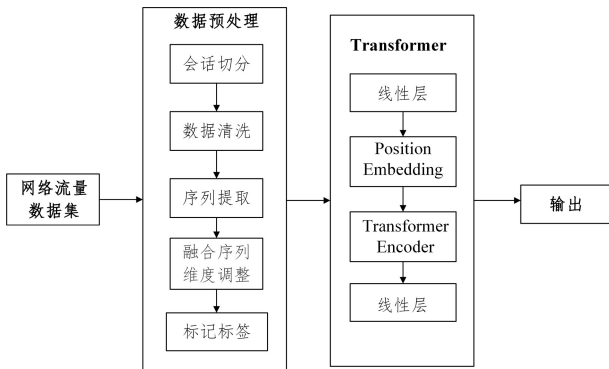 网络流量
数据集
数据预处理
会话切分
数据清洗
序列提取
融合序列
维度调整
标记标签
Transformer
线性层
Position
Embedding
Transformer
Encoder
线性层
输出